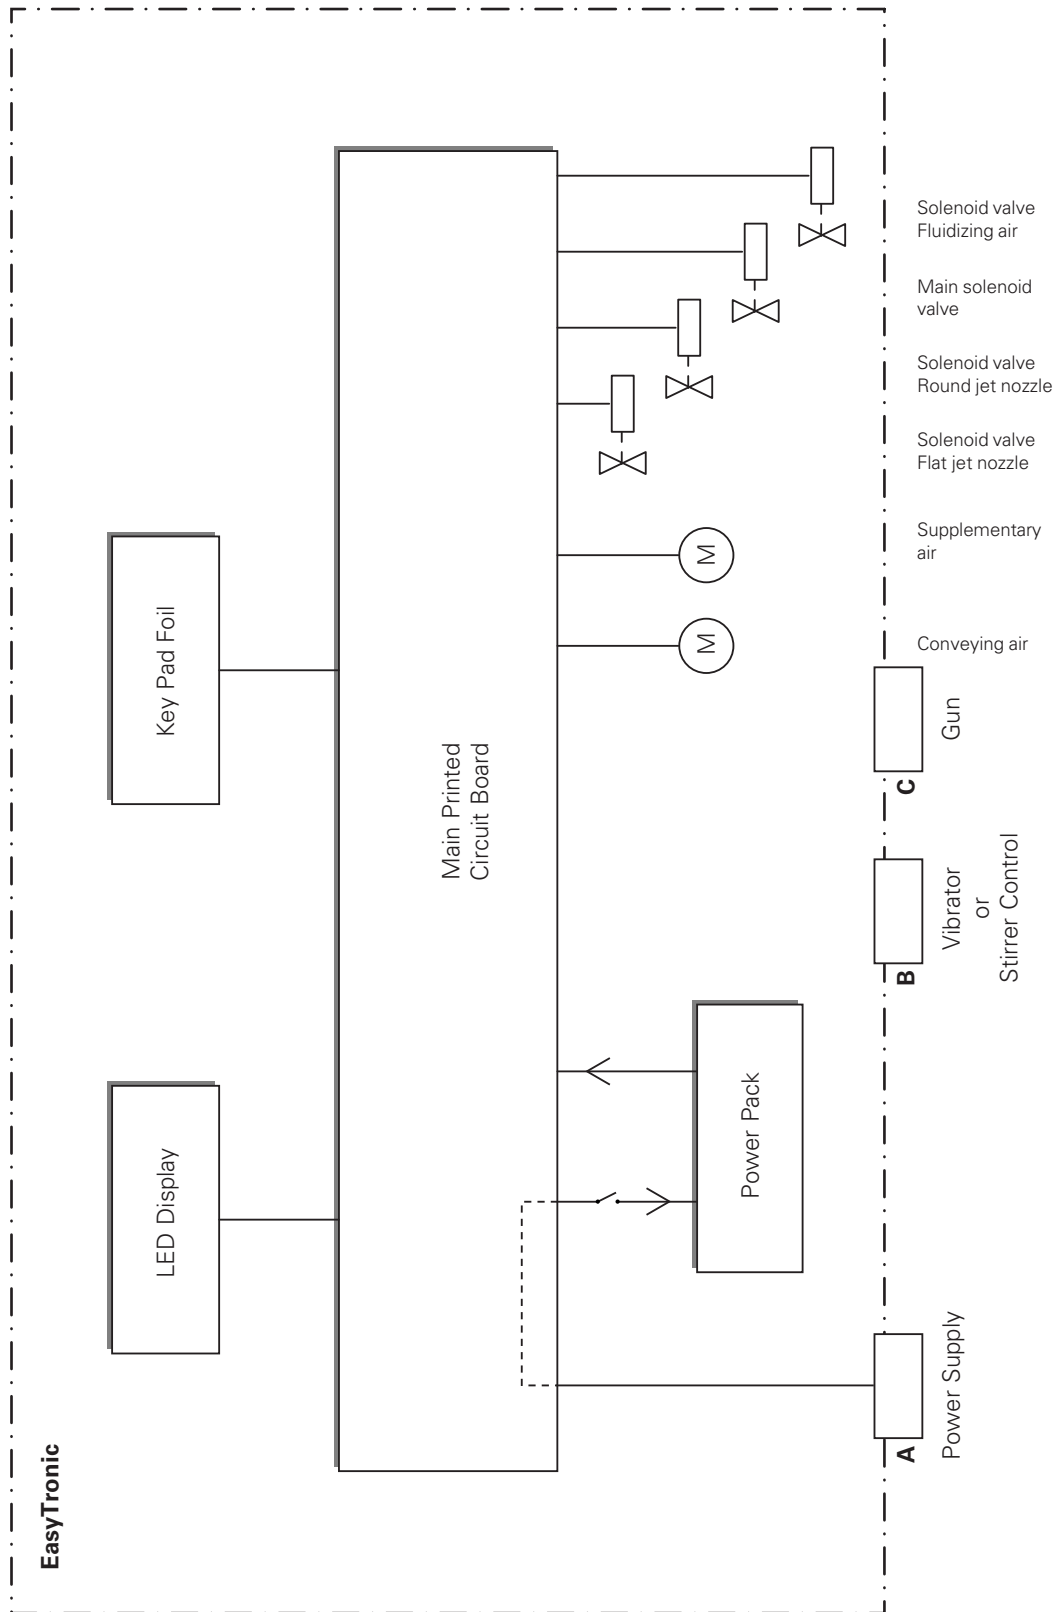 Solenoid valve
Fluidizing air
Main solenoid
valve
Solenoid valve
Round jet nozzle
Solenoid valve
Flat jet nozzle
Supplementary
air
Conveying air
M
M
Key Pad Foil
Main Printed
Circuit Board
LED Display
Power Pack
C
Gun
B
Vibrator
or
Stirrer Control
A
Power Supply
EasyTronic